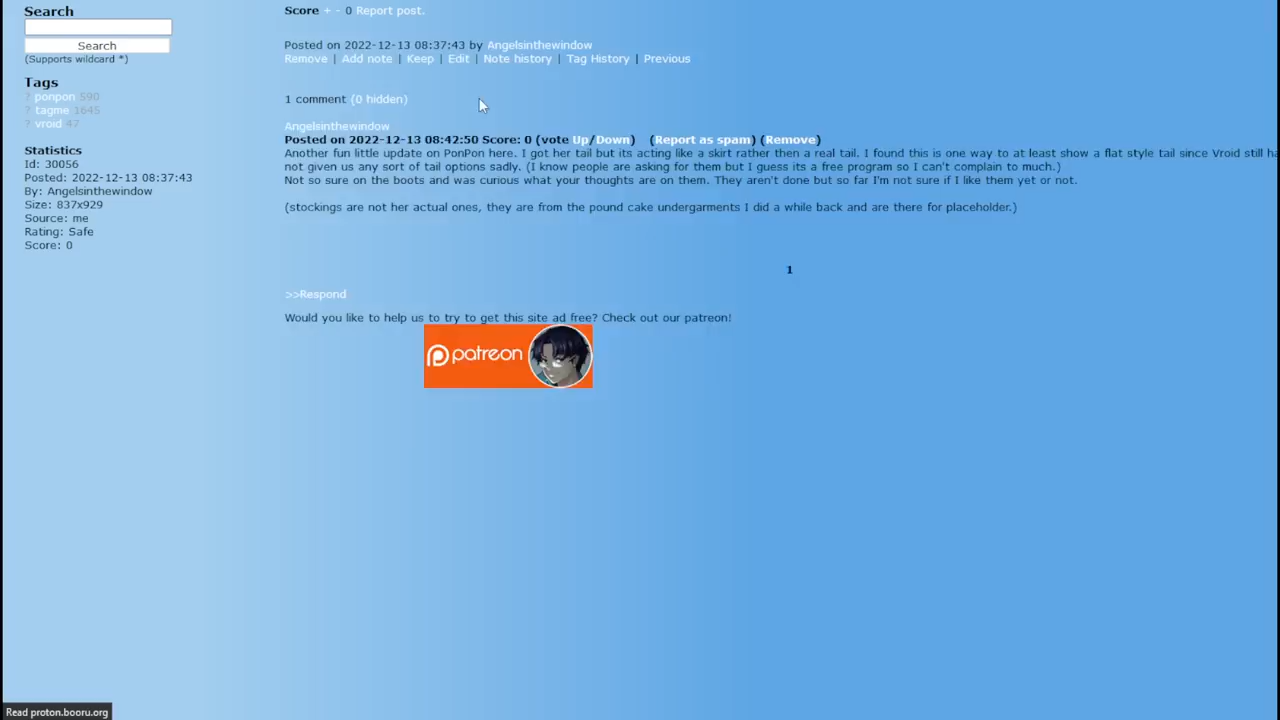 Search
Search
(Supports wildcard *)
Tags
? ponpon 590
? tagme 1645
? vroid 47
Statistics
Id: 30056
Posted: 2022-12-13 08:37:43
By: Angelsinthewindow
Size: 837x929
Source: me
Rating: Safe
Score: 0
Score + - 0 Report post.
Posted on 2022-12-13 08:37:43 by Angelsinthewindow
Remove | Add note | Keep | Edit | Note history | Tag History | Previous
1 comment (0 hidden)
Angelsinthewindow
Posted on 2022-12-13 08:42:50 Score: 0 (vote Up/Down) (Report as spam) (Remove)
Another fun little update on PonPon here. I got her tail but its acting like a skirt rather then a real tail. I found this is one way to at least show a flat style tail since Vroid still ha
not given us any sort of tail options sadly. (I know people are asking for them but I guess its a free program so I can't complain to much.)
Not so sure on the boots and was curious what your thoughts are on them. They aren't done but so far I'm not sure if I like them yet or not.
(stockings are not her actual ones, they are from the pound cake undergarments I did a while back and are there for placeholder.)
1
>>Respond
Would you like to help us to try to get this site ad free? Check out our patreon!
patreon
Read proton.booru.org